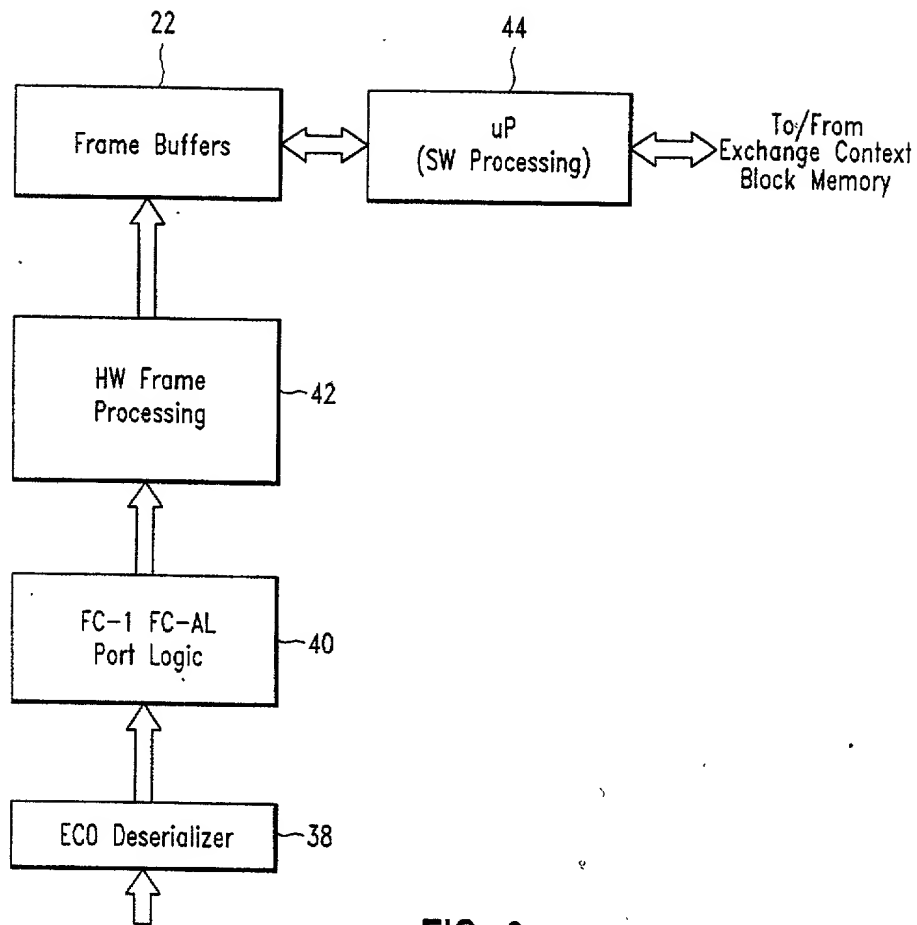 22
44
Frame Buffers
uP
(SW Processing)
To/From
Exchange Context
Block Memory
HW Frame
Processing
42
FC-1 FC-AL
Port Logic
40
ECO Deserializer
38